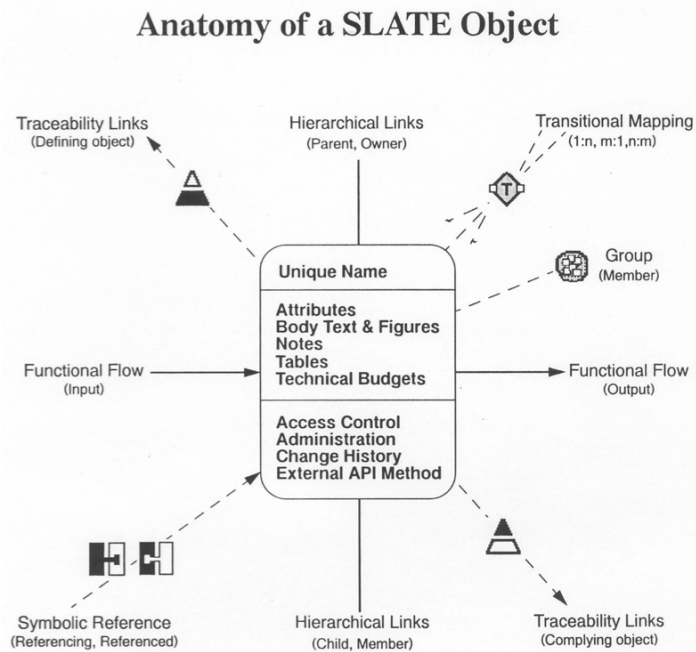 Anatomy of a SLATE Object
Traceability Links
(Defining object)
Hierarchical Links
(Parent, Owner)
Transitional Mapping
(1:n, m:1,n:m)
T
Group
(Member)
Unique Name
Attributes
Body Text & Figures
Notes
Tables
Technical Budgets
Functional Flow
(Input)
Functional Flow
(Output)
Access Control
Administration
Change History
External API Method
Symbolic Reference
(Referencing, Referenced)
Hierarchical Links
(Child, Member)
Traceability Links
(Complying object)